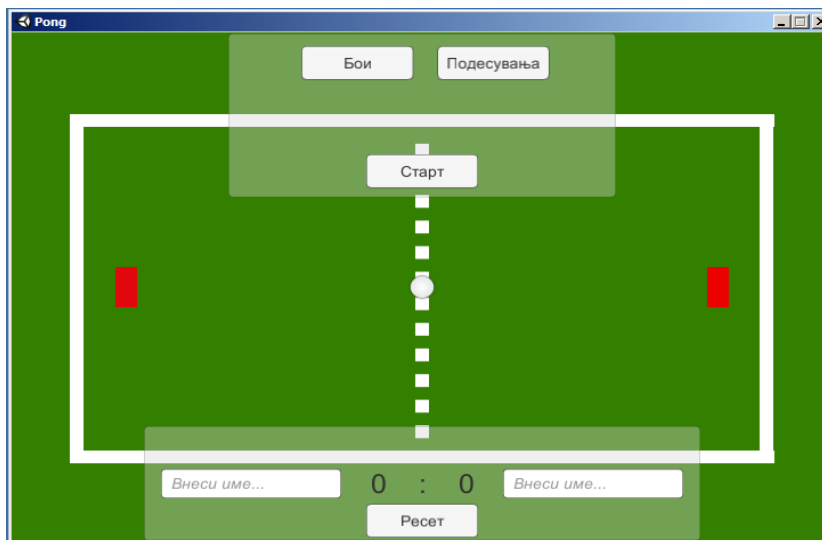 Pong
Бои Подесувања
Старт
Внеси име... 0 : 0 Внеси име...
Ресет